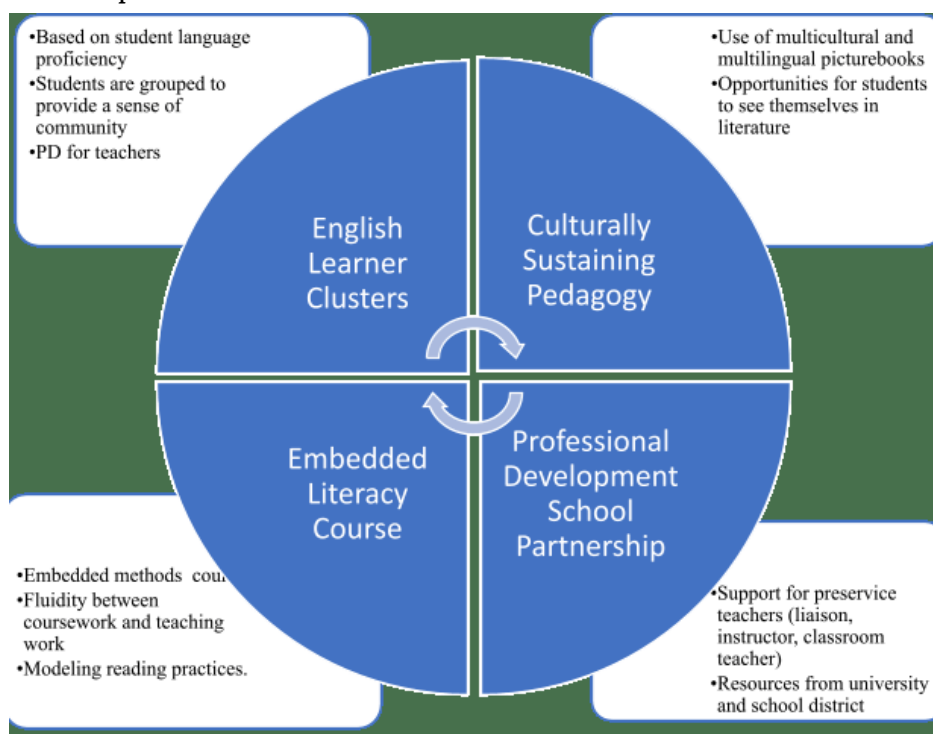 •Based on student language
proficiency
•Students are grouped to
provide a sense of
community
•PD for teachers
•Use of multicultural and
multilingual picturebooks
•Opportunities for students
to see themselves in
literature
English
Learner
Clusters
Culturally
Sustaining
Pedagogy
Embedded
Literacy
Course
Professional
Development
School
Partnership
•Embedded methods
•Fluidity between
coursework and teaching
work
•Modeling reading practices.
•Support for preservice
teachers (liaison,
instructor, classroom
teacher)
•Resources from university
and school district